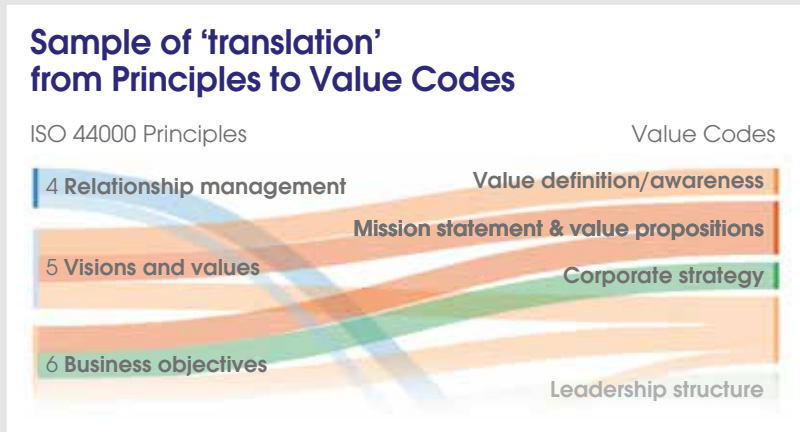 Sample of ‘translation’
from Principles to Value Codes
ISO 44000 Principles
Value Codes
4 Relationship management
Value definition/awareness
Mission statement & value propositions
5 Visions and values
Corporate strategy
6 Business objectives
Leadership structure